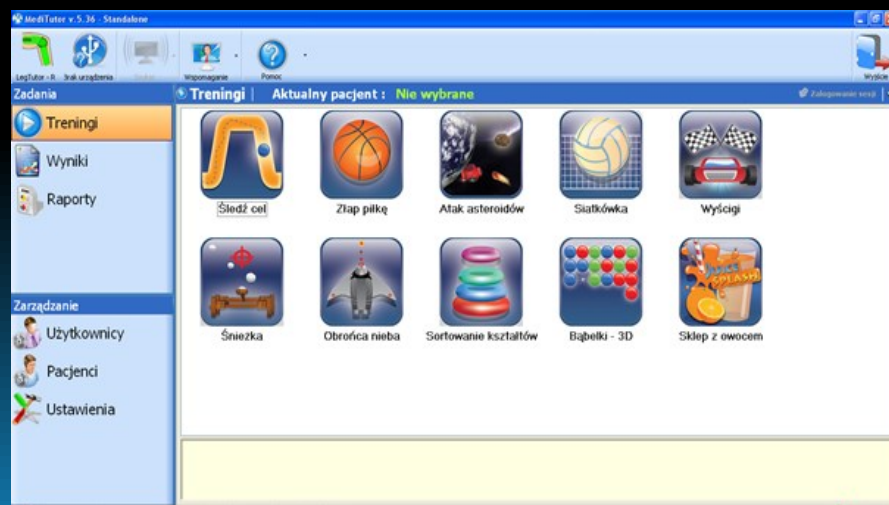 MediTutor v.5.36 - Standalone
LegTutor - R
Brak urządzenia
Wspomaganie
Pomoc
Wyjście
Zadania
Treningi
Wyniki
Raporty
Zarządzanie
Użytkownicy
Pacjenci
Ustawienia
Treningi | Aktualny pacjent : Nie wybrane
Zalogowanie sesji
Śledź cel
Złap piłkę
Atak asteroidów
Siatkówka
Wyścigi
Śnieżka
Obrońca nieba
Sortowanie kształtów
Bąbelki - 3D
JUICE SPLASH
Sklep z owocem